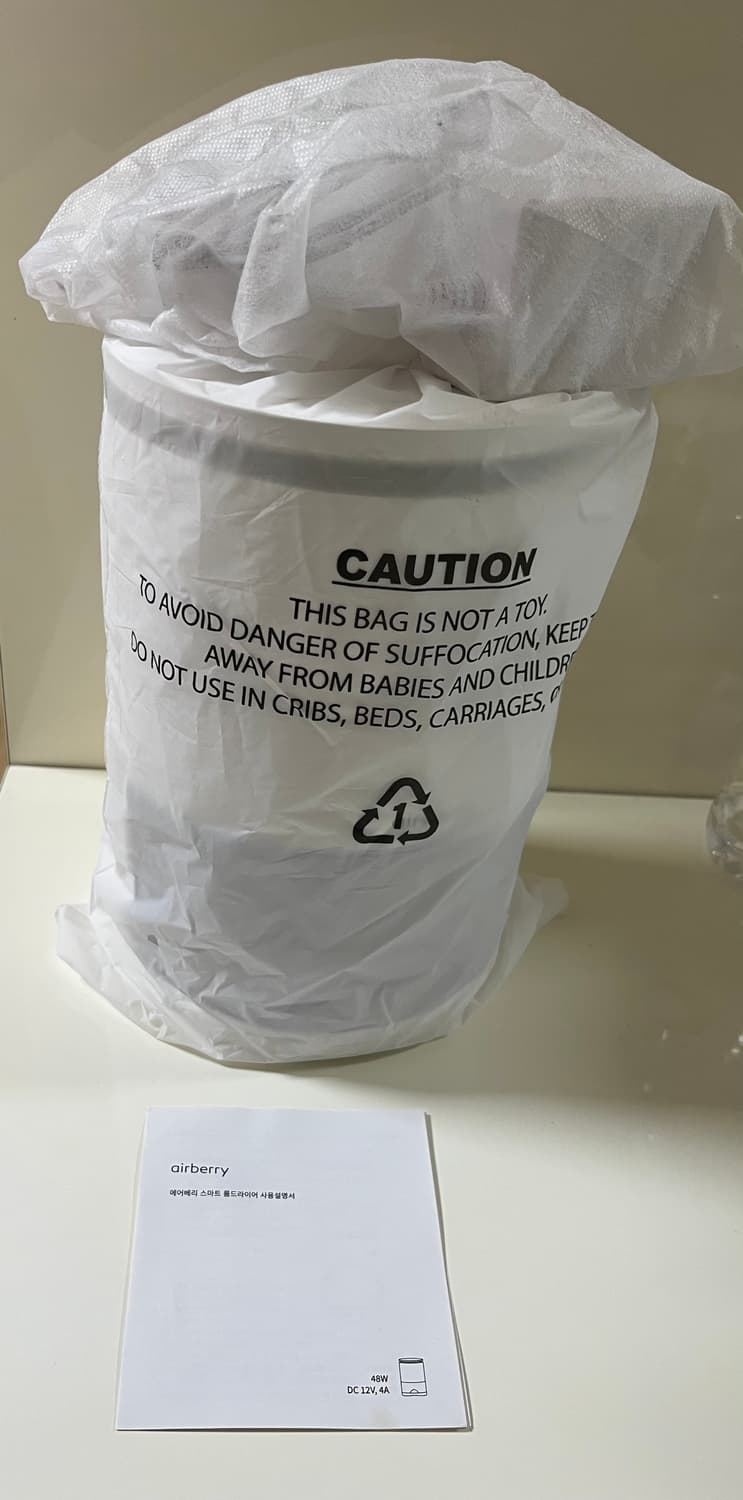 CAUTION
THIS BAG IS NOT A TOY.
TO AVOID DANGER OF SUFFOCATION, KEEP
AWAY FROM BABIES AND
DO NOT USE IN CRIBS, BEDS, CARRIAGES,
1
airberry
에어베리 스마트 룸드라이어 사용설명서
48W
DC 12V, 4A